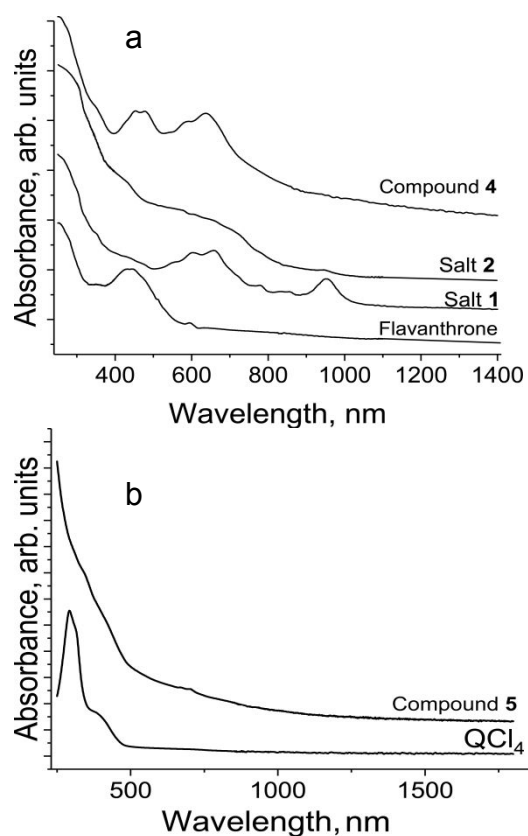 a
Absorbance, arb. units
Compound 4
Salt 2
Salt 1
Flavanthrone
400 600 800 1000 1200 1400
Wavelength, nm
b
Absorbance, arb. units
Compound 5
QCl₄
500 1000 1500
Wavelength, nm